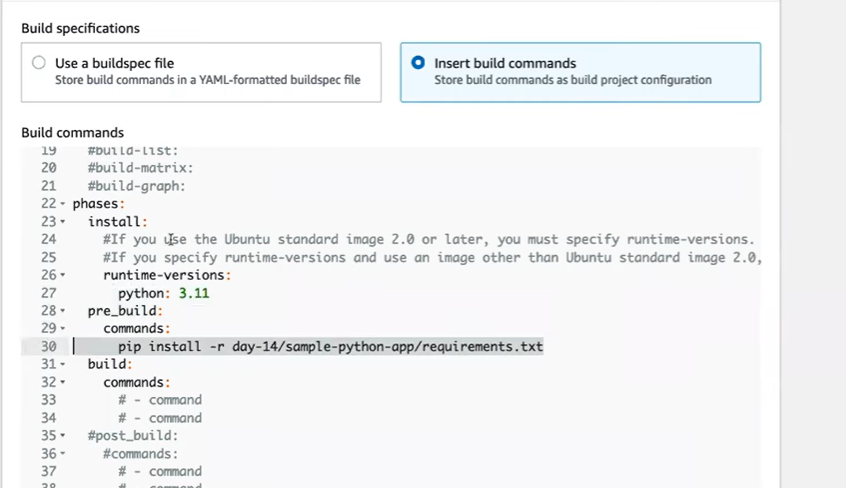 Build specifications
Use a buildspec file
Store build commands in a YAML-formatted buildspec file
Insert build commands
Store build commands as build project configuration
Build commands
19 #build-list:
20 #build-matrix:
21 #build-graph:
22 phases:
23 install:
24 #If you use the Ubuntu standard image 2.0 or later, you must specify runtime-versions.
25 #If you specify runtime-versions and use an image other than Ubuntu standard image 2.0,
26 runtime-versions:
27 python: 3.11
28 pre_build:
29 commands:
30 pip install -r day-14/sample-python-app/requirements.txt
31 build:
32 commands:
33 # - command
34 # - command
35 #post_build:
36 #commands:
37 # - command
38 # - command